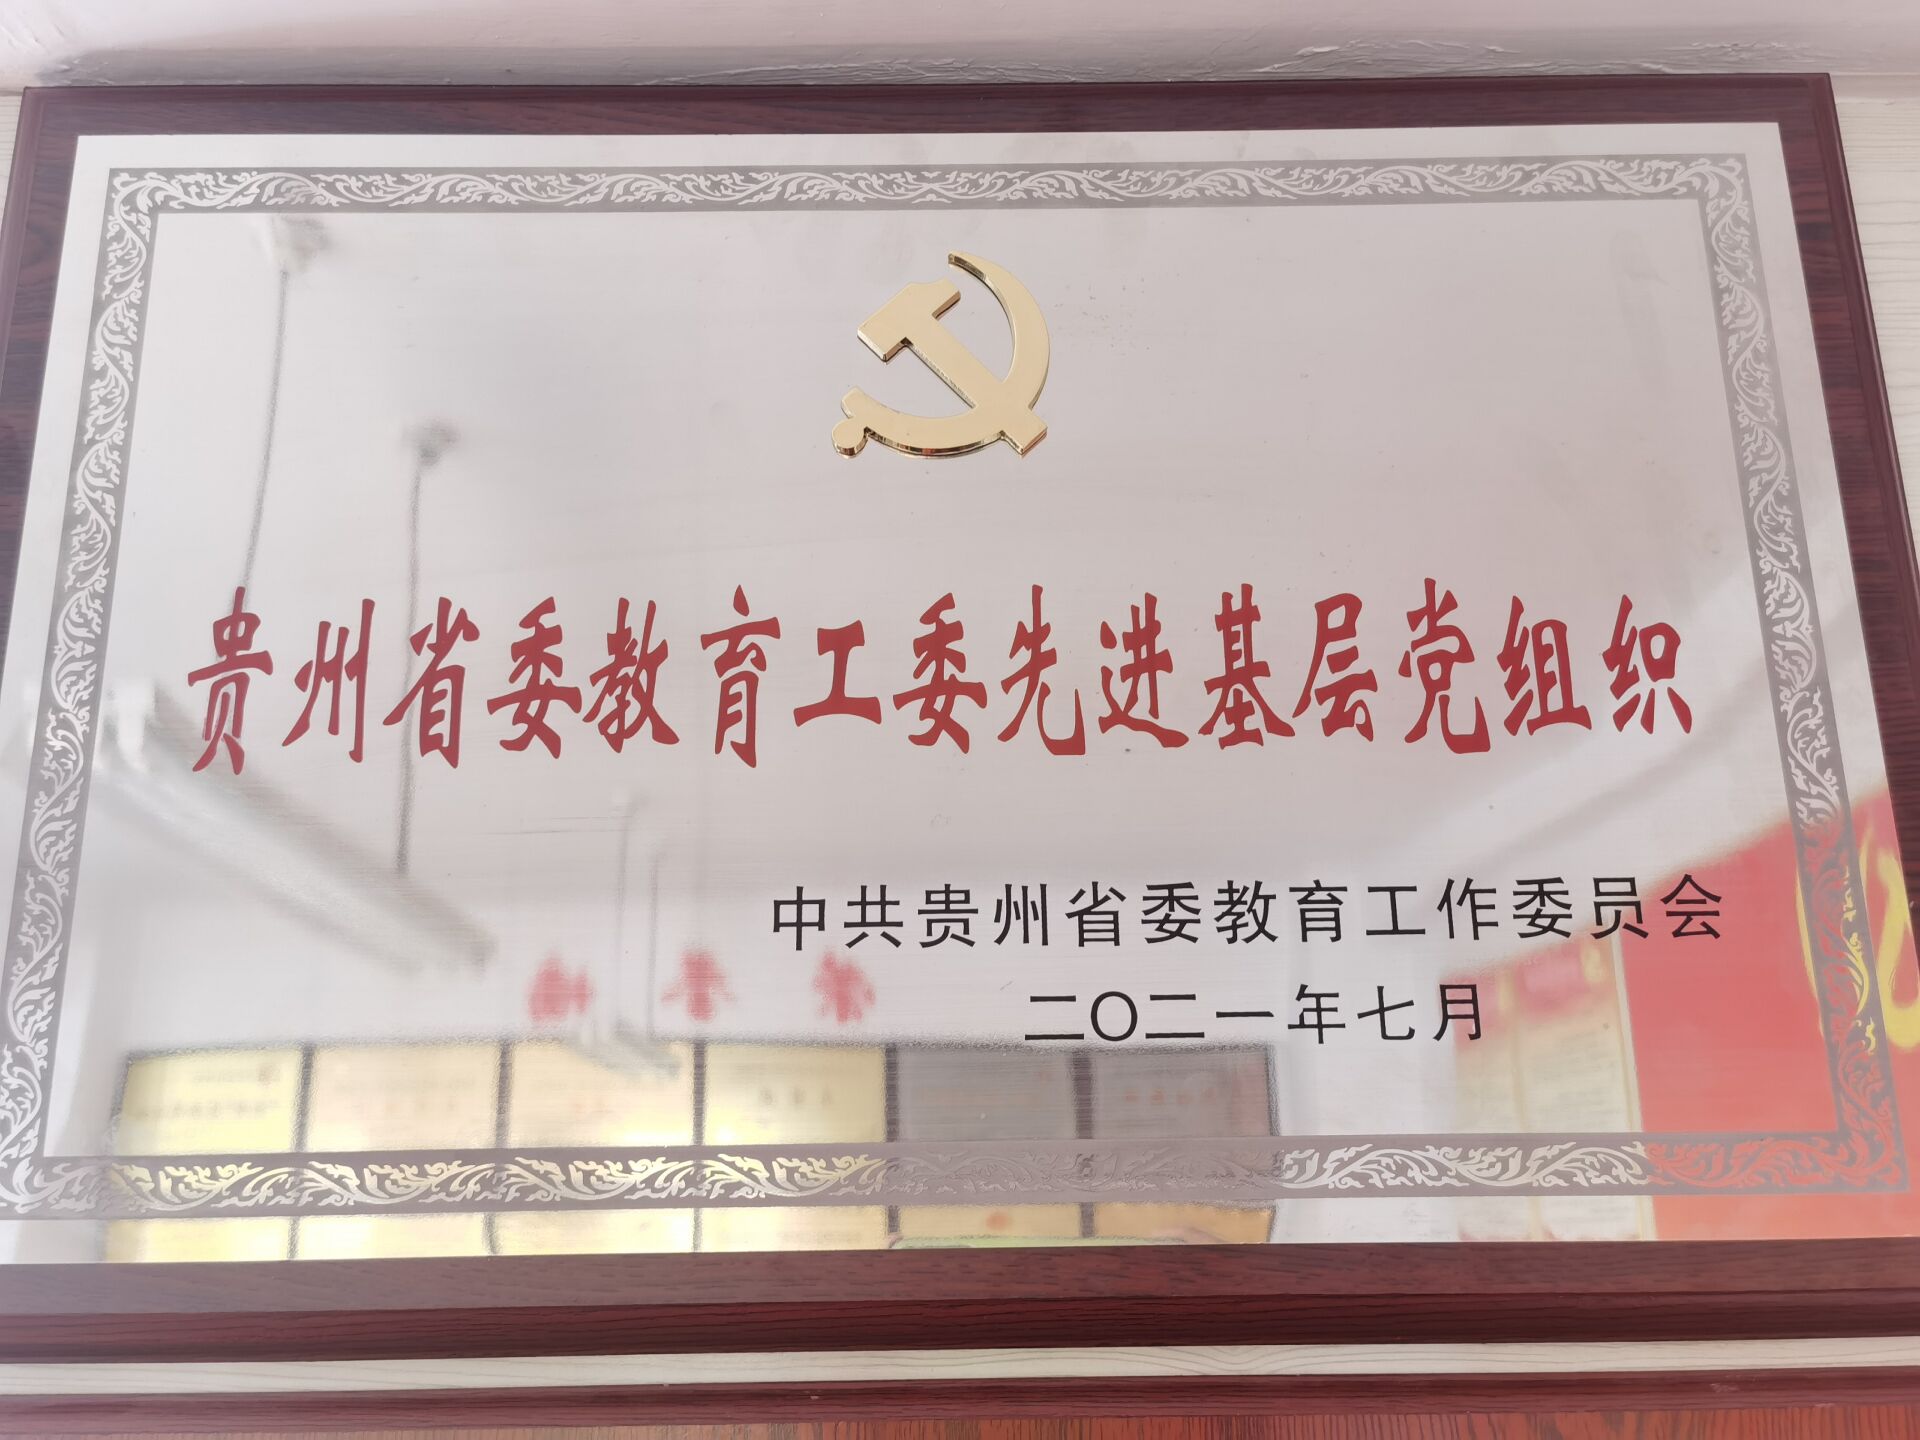 贵州省委教育工委先进基层党组织
中共贵州省委教育工作委员会
二〇二一年七月